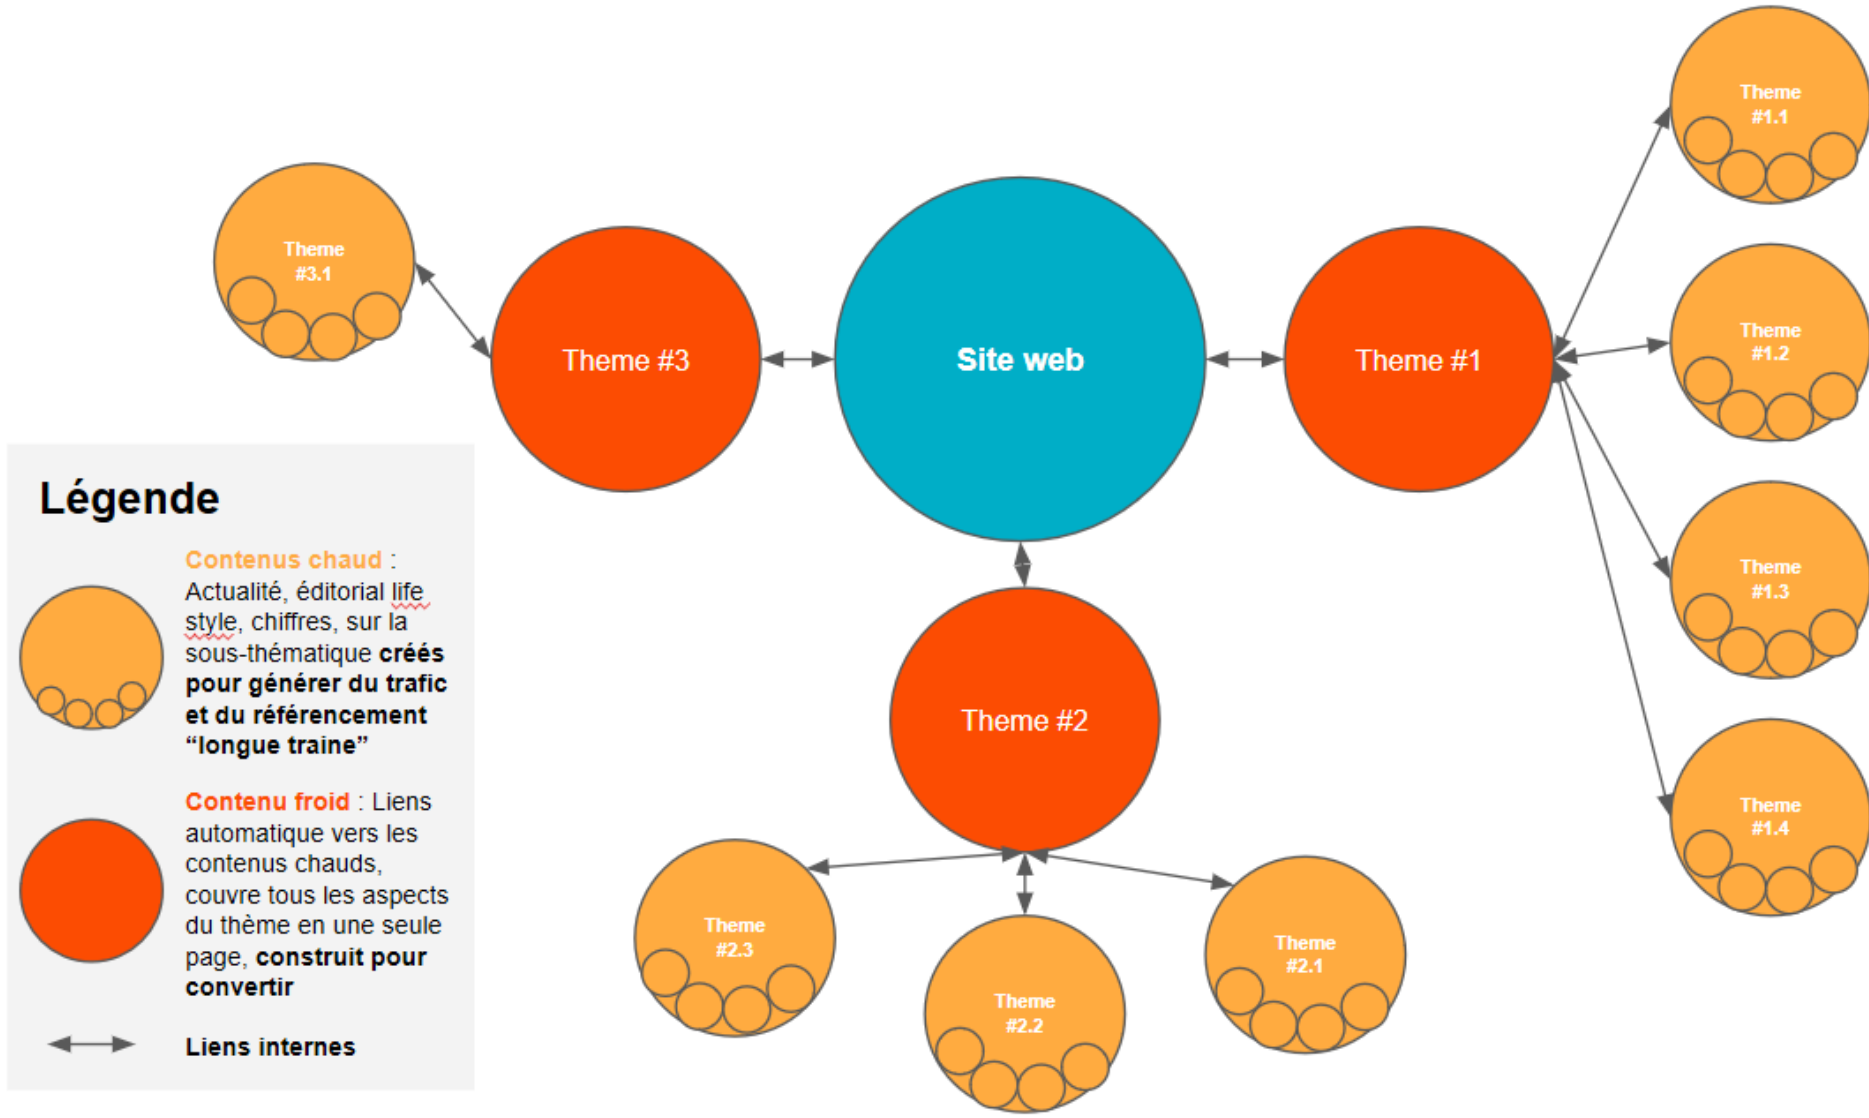 Theme
#1.1
Theme
#3.1
Theme #3
Site web
Theme #1
Theme
#1.2
Légende
Contenus chaud :
Actualité, éditorial life
style, chiffres, sur la
sous-thématique créés
pour générer du trafic
et du référencement
“longue traine”
Contenu froid : Liens
automatique vers les
contenus chauds,
couvre tous les aspects
du thème en une seule
page, construit pour
convertir
Liens internes
Theme
#1.3
Theme #2
Theme
#1.4
Theme
#2.3
Theme
#2.2
Theme
#2.1